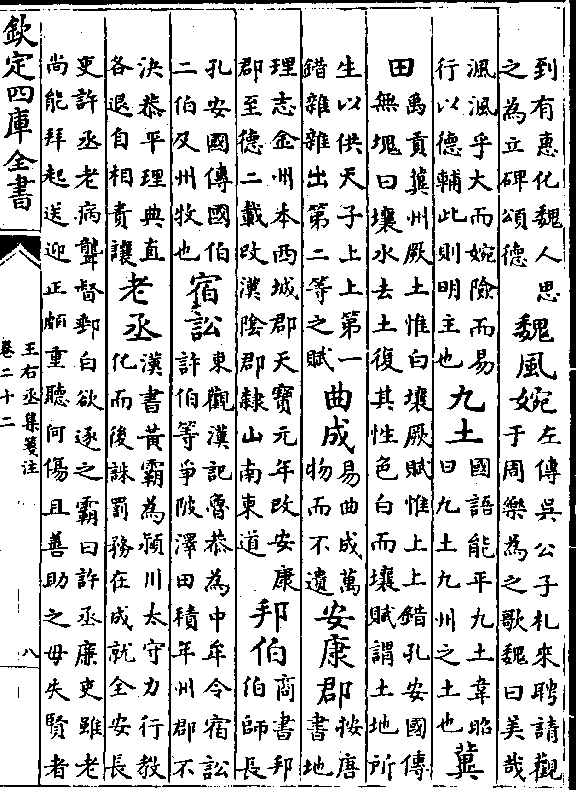 到有惠化魏人思之為立碑頌德魏風婉左傳吳公子札來聘請觀于周樂為之歌魏曰美哉
渢渢乎大而婉險而易行以德輔此則明主也九土國語能平九土韋昭曰九土九州之土也冀
田禹貢冀州厥土惟白壤厥賦惟上上錯孔安國傳無塊曰壤水去土復其性色白而壤賦謂土地所
生以供天子上上第一錯雜雜出第二等之賦曲成易曲成萬物而不遺安康郡按唐書地
理志金州本西城郡天寶元年改安康郡至德二載改漢陰郡隸山南東道邦伯商書邦伯師長
孔安國傳國伯二伯及州牧也宿訟東觀漢記魯恭為中牟令宿訟許伯等爭陂澤田積年州郡不
決恭平理典直各退自相責讓老丞漢書黃霸為潁川太守力行教化而後誅罰務在成就全安長
吏許丞老病聾督郵白欲逐之霸曰許丞廉吏雖老尚能拜起送迎正頗重聽何傷且善助之毋失賢者
欽定四庫全書
王右丞集箋注
卷二十二
八